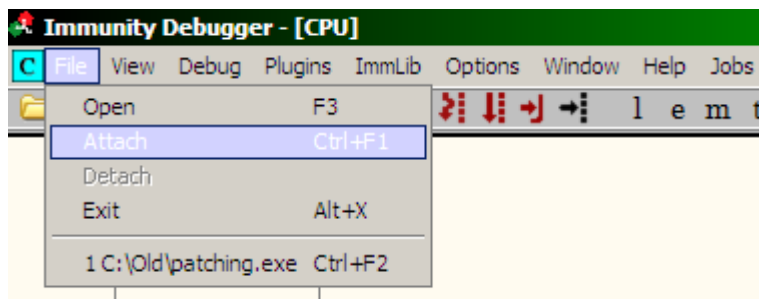 Immunity Debugger - [CPU]
C File View Debug Plugins ImmLib Options Window Help Jobs
l e m t
Open F3
Attach Ctrl+F1
Detach
Exit Alt+X
1 C:\Old\patching.exe Ctrl+F2